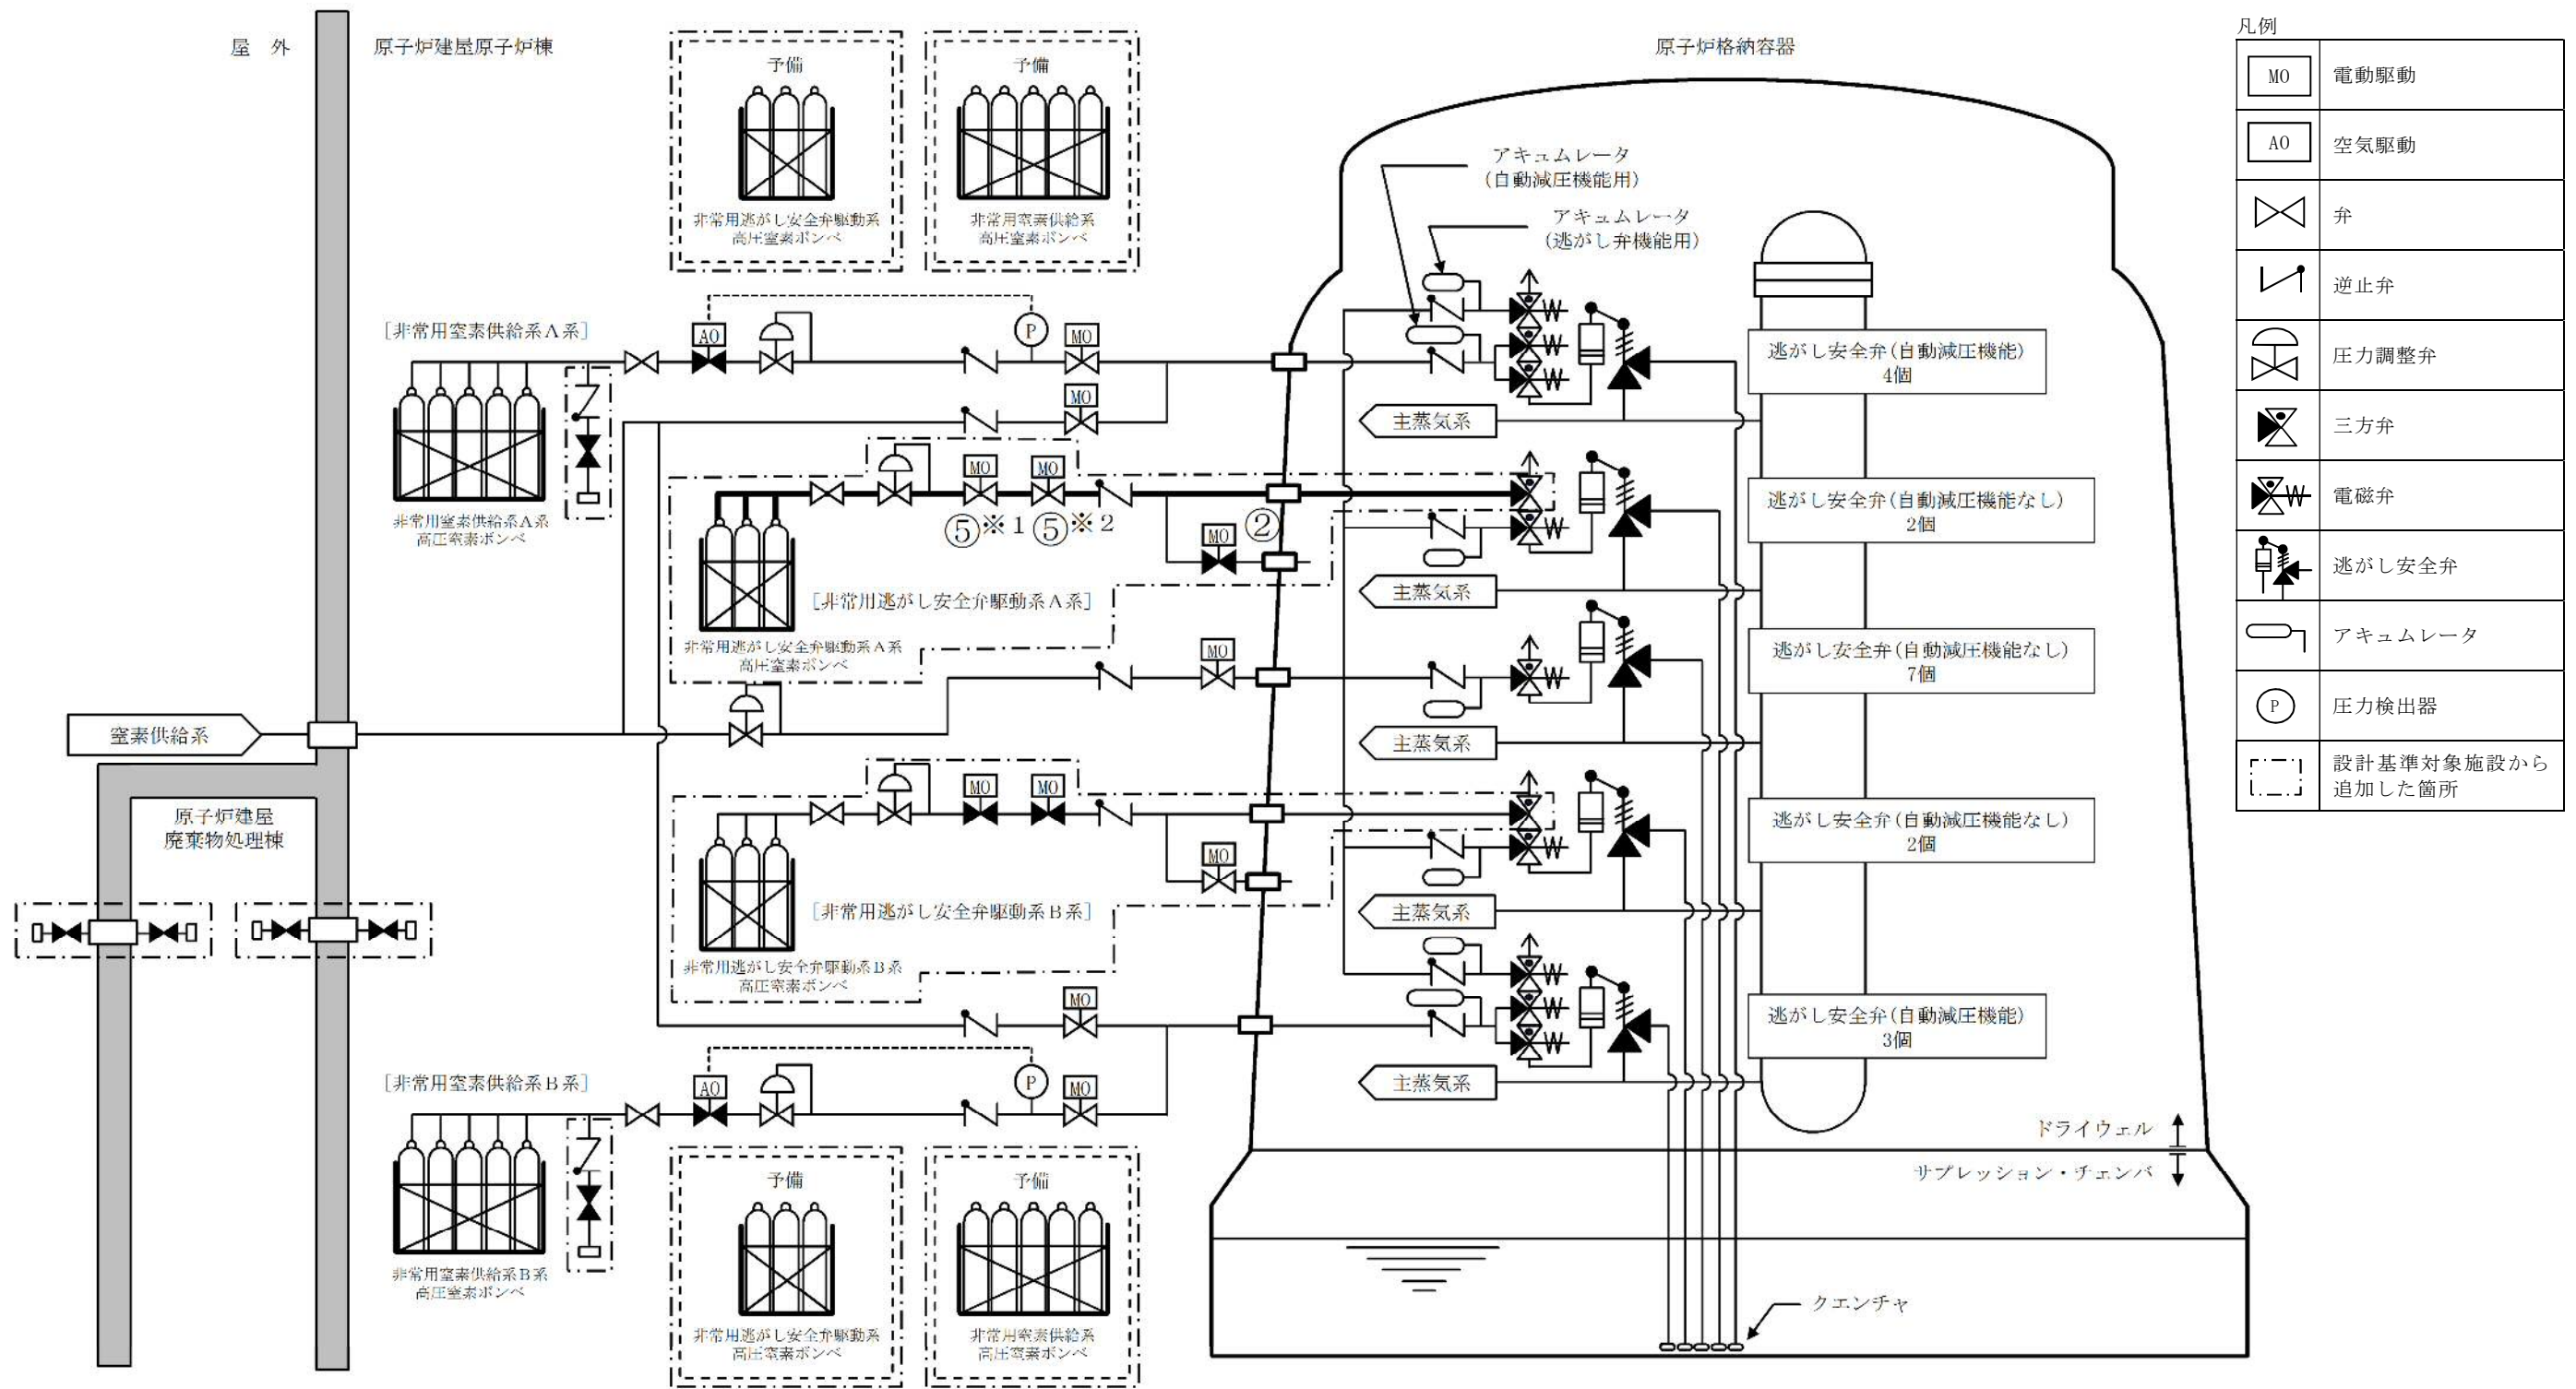 屋 外
原子炉建屋原子炉棟
予備
非常用逃がし安全弁駆動系
高圧窒素ボンベ
予備
非常用窒素供給系
高圧窒素ボンベ
原子炉格納容器
アキュムレータ
(自動減圧機能用)
アキュムレータ
(逃がし弁機能用)
[非常用窒素供給系A系]
AO
P
MO
MO
非常用窒素供給系A系
高圧窒素ボンベ
逃がし安全弁(自動減圧機能)
4個
主蒸気系
MO
MO
⑤※1
⑤※2
②
MO
[非常用逃がし安全弁駆動系A系]
非常用逃がし安全弁駆動系A系
高圧窒素ボンベ
逃がし安全弁(自動減圧機能なし)
2個
主蒸気系
MO
逃がし安全弁(自動減圧機能なし)
7個
主蒸気系
窒素供給系
原子炉建屋
廃棄物処理棟
MO
MO
MO
[非常用逃がし安全弁駆動系B系]
非常用逃がし安全弁駆動系B系
高圧窒素ボンベ
逃がし安全弁(自動減圧機能なし)
2個
主蒸気系
MO
逃がし安全弁(自動減圧機能)
3個
主蒸気系
[非常用窒素供給系B系]
AO
P
MO
非常用窒素供給系B系
高圧窒素ボンベ
予備
非常用逃がし安全弁駆動系
高圧窒素ボンベ
予備
非常用窒素供給系
高圧窒素ボンベ
ドライウェル
サプレッション・チェンバ
クエンチャ
凡例
MO 電動駆動
AO 空気駆動
弁
逆止弁
圧力調整弁
三方弁
電磁弁
逃がし安全弁
アキュムレータ
P 圧力検出器
設計基準対象施設から
追加した箇所